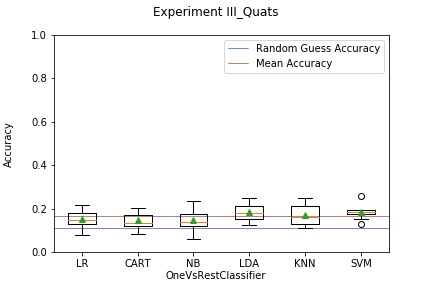 Experiment III_Quats
Random Guess Accuracy
Mean Accuracy
Accuracy
1.0
0.8
0.6
0.4
0.2
0.0
LR CART NB LDA KNN SVM
OneVsRestClassifier